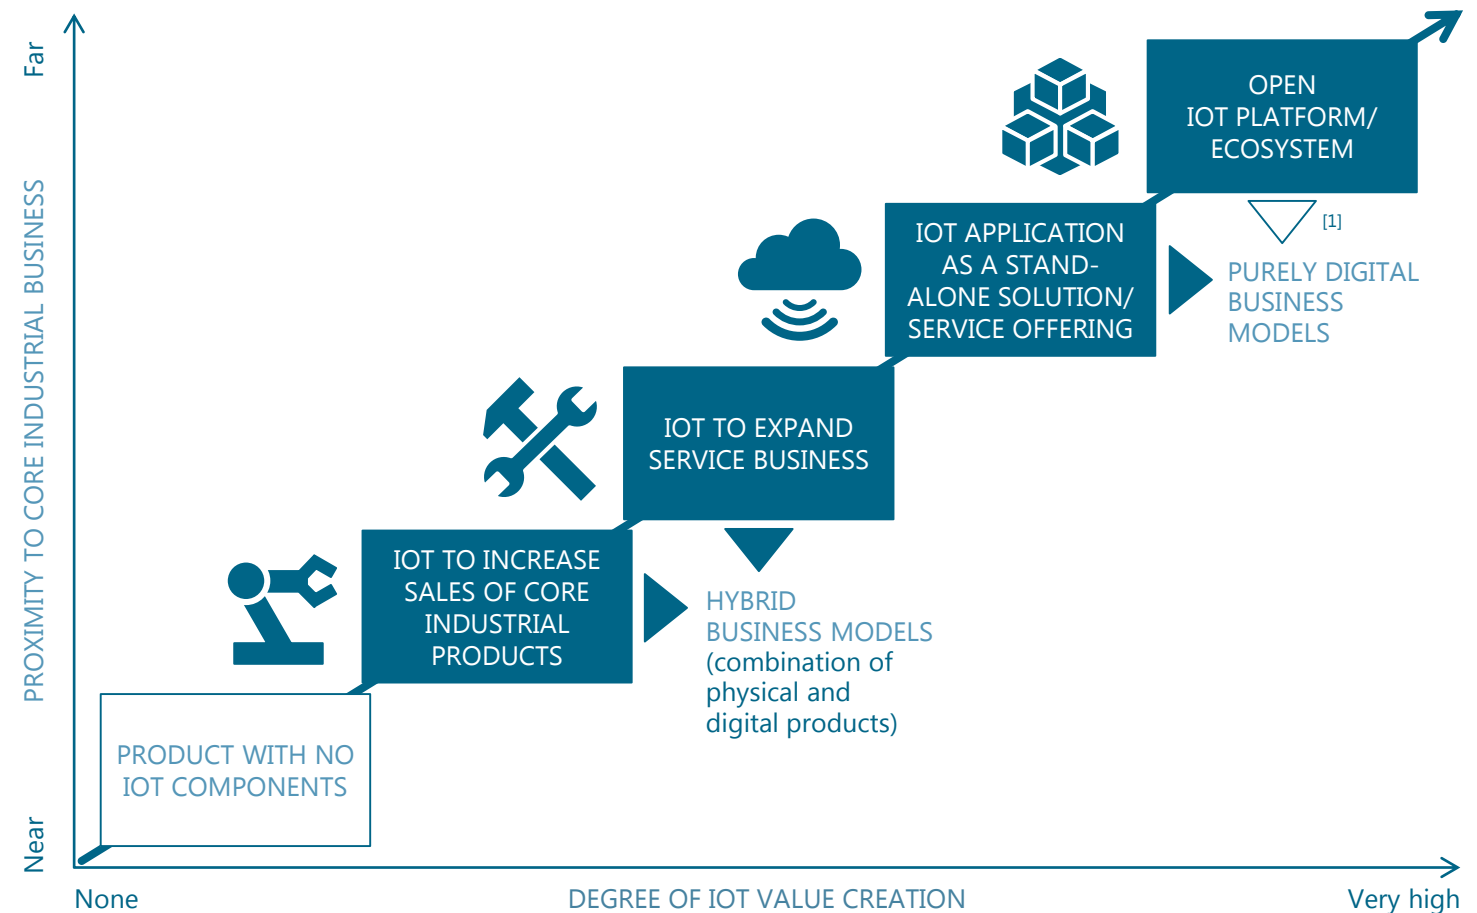 Far
PROXIMITY TO CORE INDUSTRIAL BUSINESS
Near
OPEN
IOT PLATFORM/
ECOSYSTEM
[1]
IOT APPLICATION
AS A STAND-
ALONE SOLUTION/
SERVICE OFFERING
PURELY DIGITAL
BUSINESS
MODELS
IOT TO EXPAND
SERVICE BUSINESS
IOT TO INCREASE
SALES OF CORE
INDUSTRIAL
PRODUCTS
HYBRID
BUSINESS MODELS
(combination of
physical and
digital products)
PRODUCT WITH NO
IOT COMPONENTS
None
DEGREE OF IOT VALUE CREATION
Very high